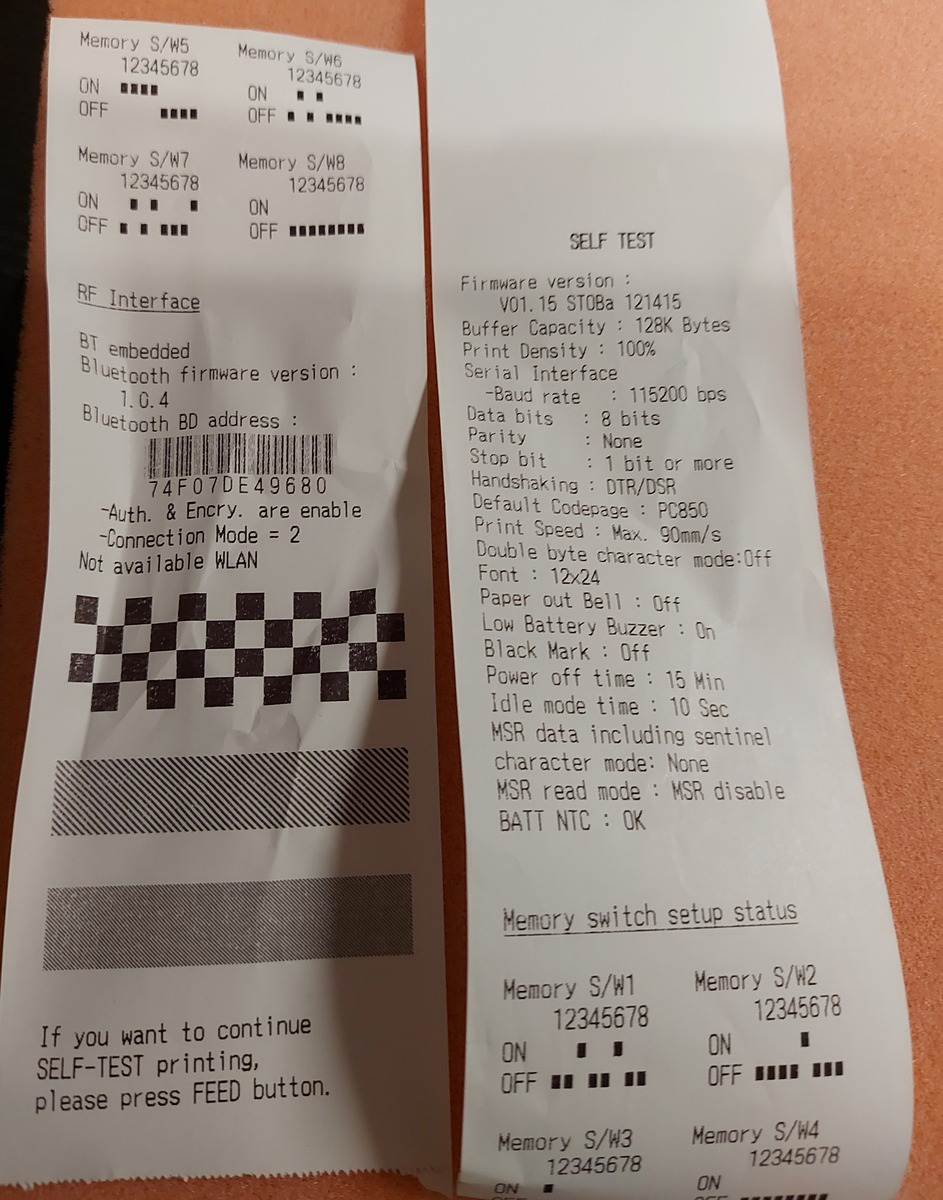 SELF TEST
Firmware version :
V01.15 STOBa 121415
Buffer Capacity : 128K Bytes
Print Density : 100%
Serial Interface
-Baud rate : 115200 bps
Data bits : 8 bits
Parity : None
Stop bit : 1 bit or more
Handshaking : DTR/DSR
Default Codepage : PC850
Print Speed : Max. 90mm/s
Double byte character mode:Off
Font : 12x24
Paper out Bell : Off
Low Battery Buzzer : On
Black Mark : Off
Power off time : 15 Min
Idle mode time : 10 Sec
MSR data including sentinel
character mode: None
MSR read mode : MSR disable
BATT NTC : OK
Memory switch setup status
Memory S/W1 Memory S/W2
12345678 12345678
ON ON
OFF OFF
Memory S/W3 Memory S/W4
12345678 12345678
ON ON
Memory S/W5 Memory S/W6
12345678 12345678
ON ON
OFF OFF
Memory S/W7 Memory S/W8
12345678 12345678
ON ON
OFF OFF
RF Interface
BT embedded
Bluetooth firmware version :
1.0.4
Bluetooth BD address :
74F07DE49680
-Auth. & Encry. are enable
-Connection Mode = 2
Not available WLAN
If you want to continue
SELF-TEST printing,
please press FEED button.